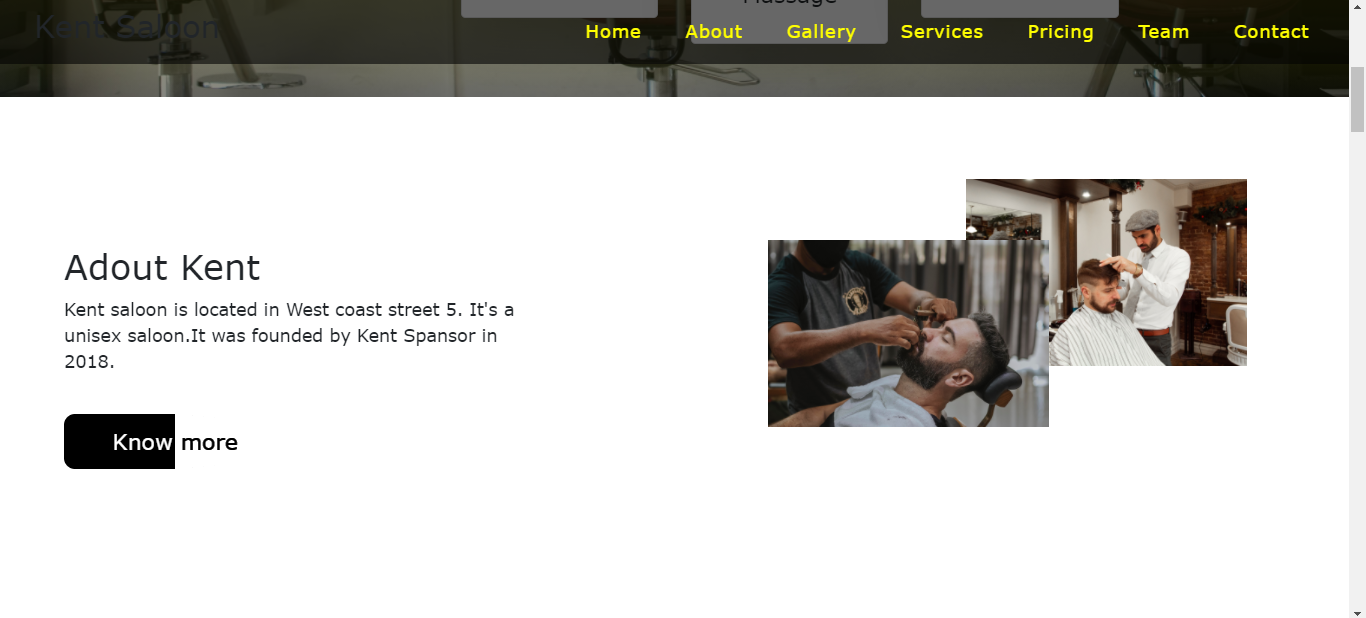 Massage
Kent Saloon
Home About Gallery Services Pricing Team Contact
Adout Kent
Kent saloon is located in West coast street 5. It's a
unisex saloon.It was founded by Kent Spansor in
2018.
Know more